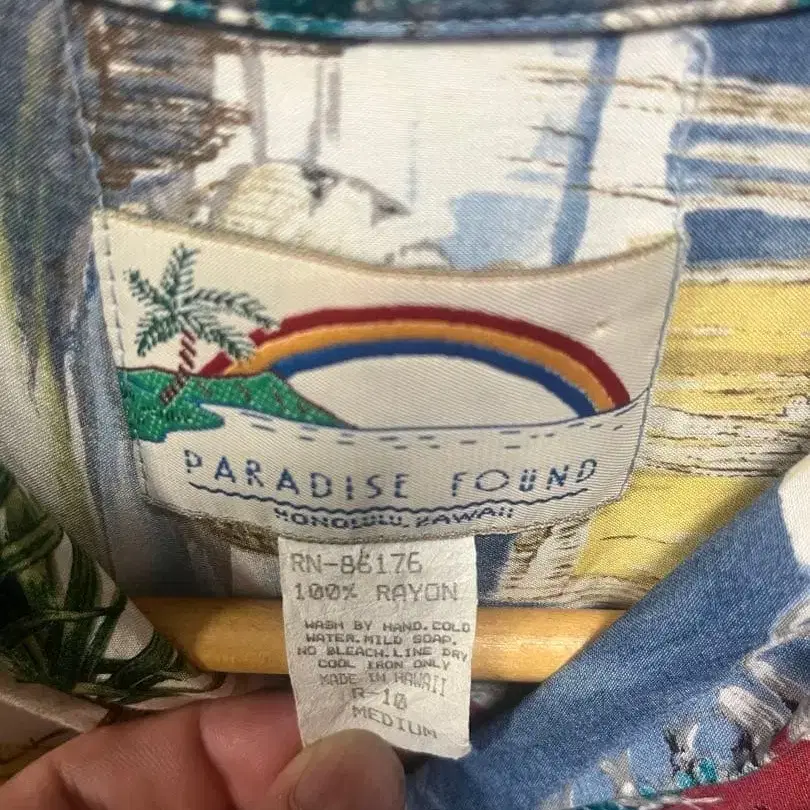 PARADISE FOUND
HONOLULU, HAWAII
RN-86176
100% RAYON
WASH BY HAND.COLD
WATER.MILD SOAP.
NO BLEACH.LINE DRY
COOL IRON ONLY
MADE IN HAWAII
R-10
MEDIUM